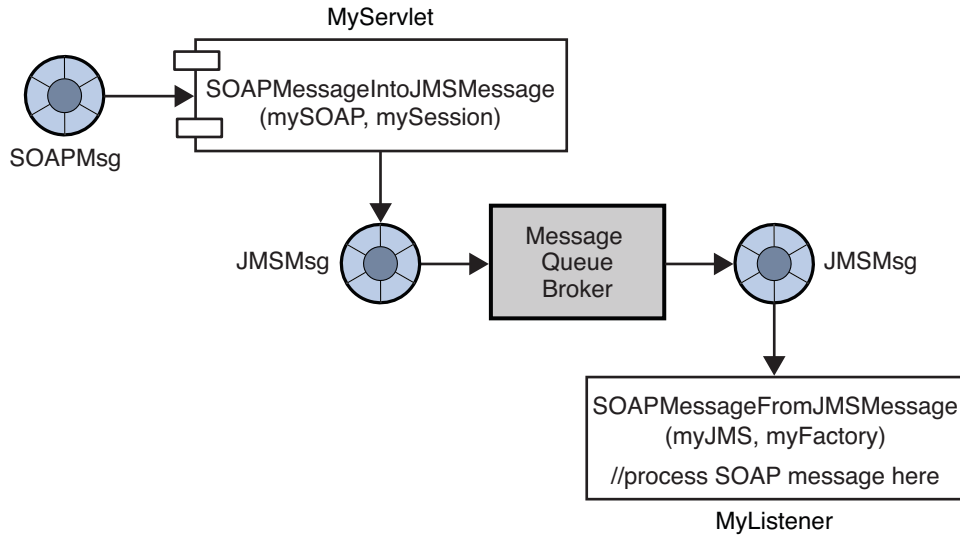 MyServlet
SOAPMessageIntoJMSMessage
(mySOAP, mySession)
SOAPMsg
JMSMsg
Message
Queue
Broker
JMSMsg
SOAPMessageFromJMSMessage
(myJMS, myFactory)
//process SOAP message here
MyListener